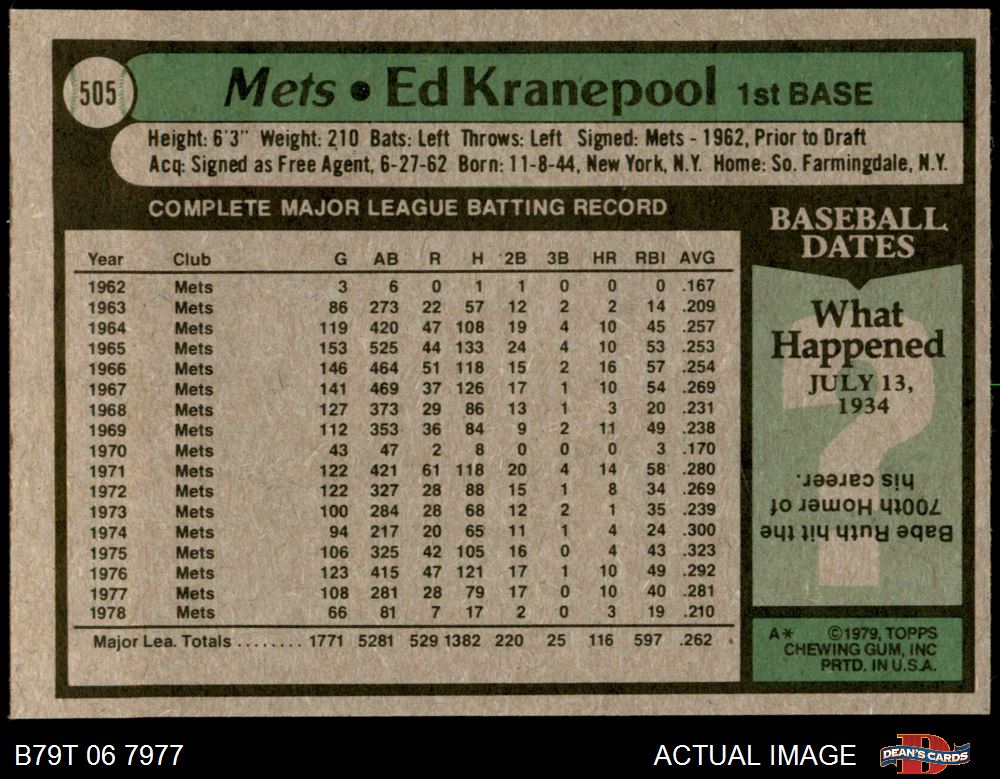 505
Mets • Ed Kranepool 1st BASE
Height: 6'3" Weight: 210 Bats: Left Throws: Left Signed: Mets - 1962, Prior to Draft
Acq: Signed as Free Agent, 6-27-62 Born: 11-8-44, New York, N.Y. Home: So. Farmingdale, N.Y.
COMPLETE MAJOR LEAGUE BATTING RECORD
Year Club G AB R H 2B 3B HR RBI AVG
1962 Mets 3 6 0 1 1 0 0 0 .167
1963 Mets 86 273 22 57 12 2 2 14 .209
1964 Mets 119 420 47 108 19 4 10 45 .257
1965 Mets 153 525 44 133 24 4 10 53 .253
1966 Mets 146 464 51 118 15 2 16 57 .254
1967 Mets 141 469 37 126 17 1 10 54 .269
1968 Mets 127 373 29 86 13 1 3 20 .231
1969 Mets 112 353 36 84 9 2 11 49 .238
1970 Mets 43 47 2 8 0 0 0 3 .170
1971 Mets 122 421 61 118 20 4 14 58 .280
1972 Mets 122 327 28 88 15 1 8 34 .269
1973 Mets 100 284 28 68 12 2 1 35 .239
1974 Mets 94 217 20 65 11 1 4 24 .300
1975 Mets 106 325 42 105 16 0 4 43 .323
1976 Mets 123 415 47 121 17 1 10 49 .292
1977 Mets 108 281 28 79 17 0 10 40 .281
1978 Mets 66 81 7 17 2 0 3 19 .210
Major Lea. Totals ........ 1771 5281 529 1382 220 25 116 597 .262
BASEBALL
DATES
What
Happened
JULY 13,
1934
?
Babe Ruth hit the
700th Homer of
his career.
A* ©1979, TOPPS
CHEWING GUM, INC
PRTD. IN U.S.A.
B79T 06 7977
ACTUAL IMAGE
D
DEAN'S CARDS